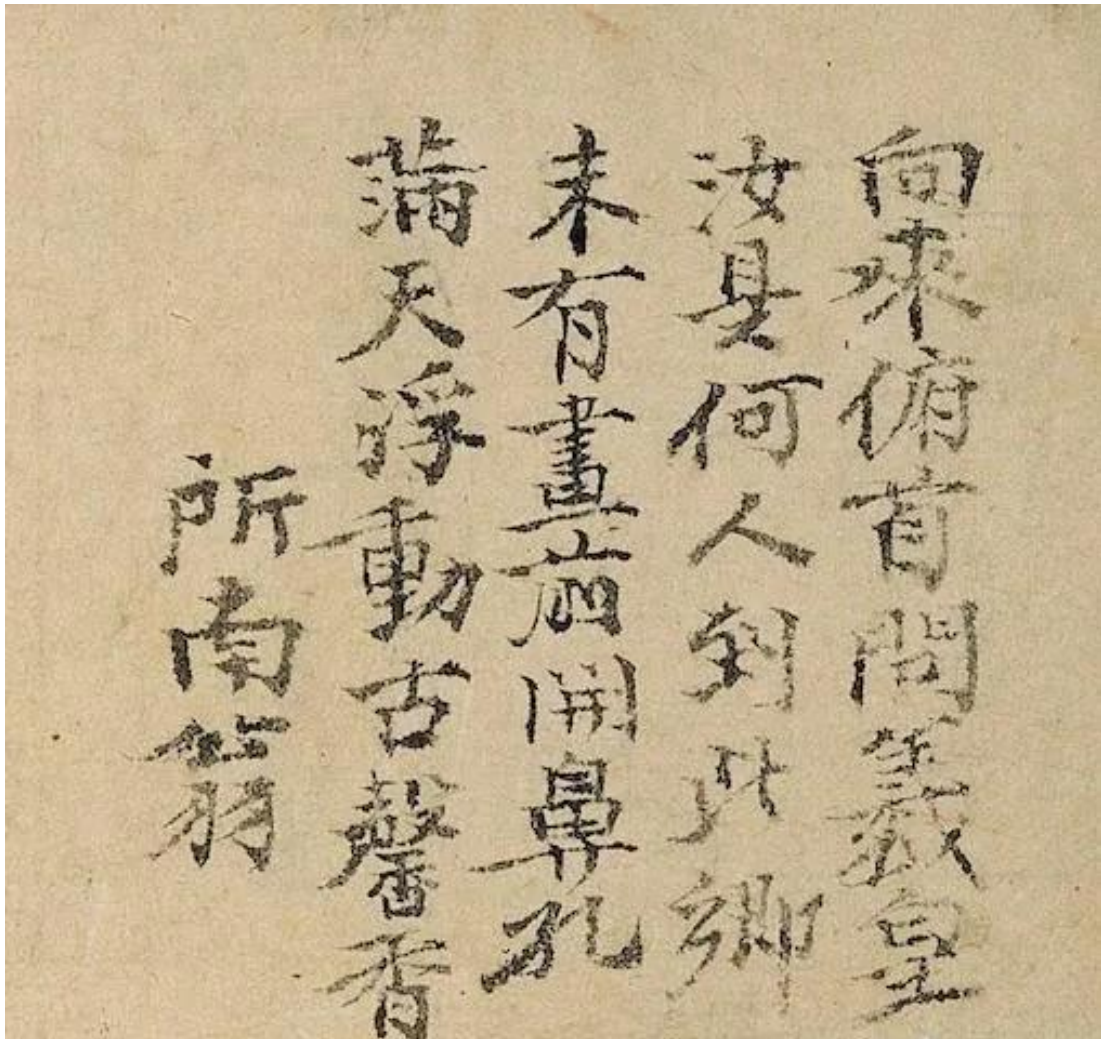 向來俯首問羲皇
汝是何人到此鄉
未有畫前開鼻孔
滿天浮動古馨香
所南翁